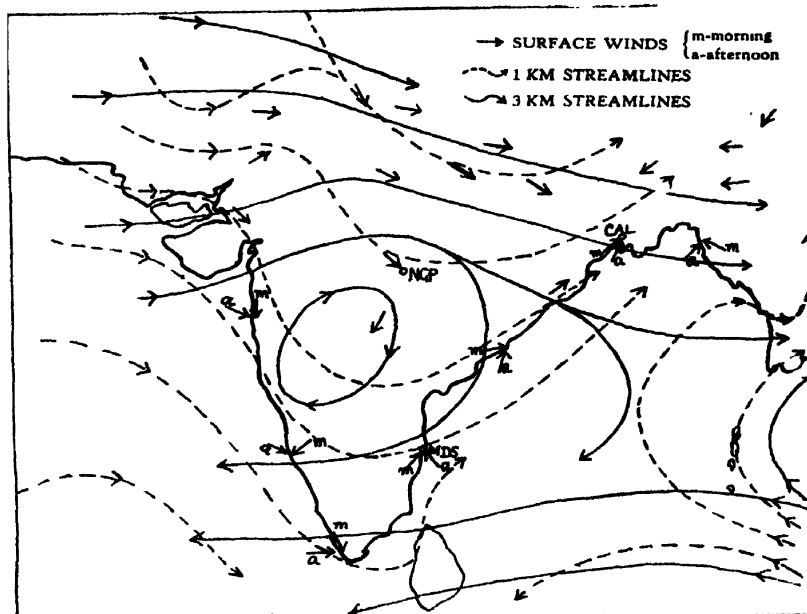 → SURFACE WINDS { m-morning
a-afternoon
1 KM STREAMLINES
3 KM STREAMLINES
CAL
m a m
a a
NGP
m
a
m
a
a m
MDS
m a
m
a